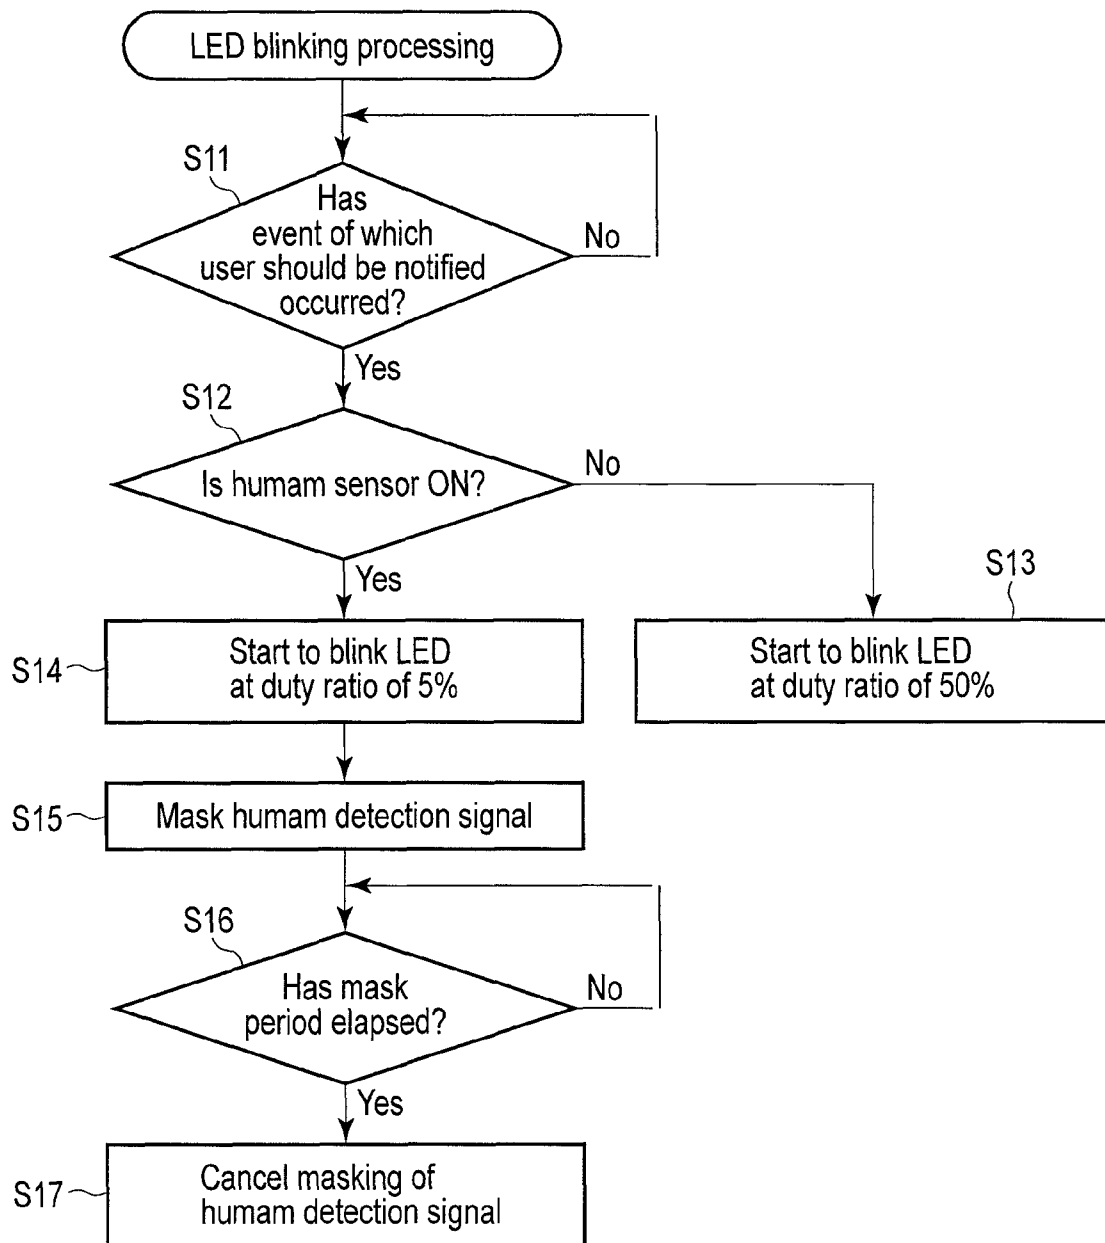 LED blinking processing
S11
Has
event of which
user should be notified
occurred?
No
Yes
S12
Is humam sensor ON?
No
Yes
S13
S14
Start to blink LED
at duty ratio of 5%
Start to blink LED
at duty ratio of 50%
S15
Mask humam detection signal
S16
Has mask
period elapsed?
No
Yes
S17
Cancel masking of
humam detection signal